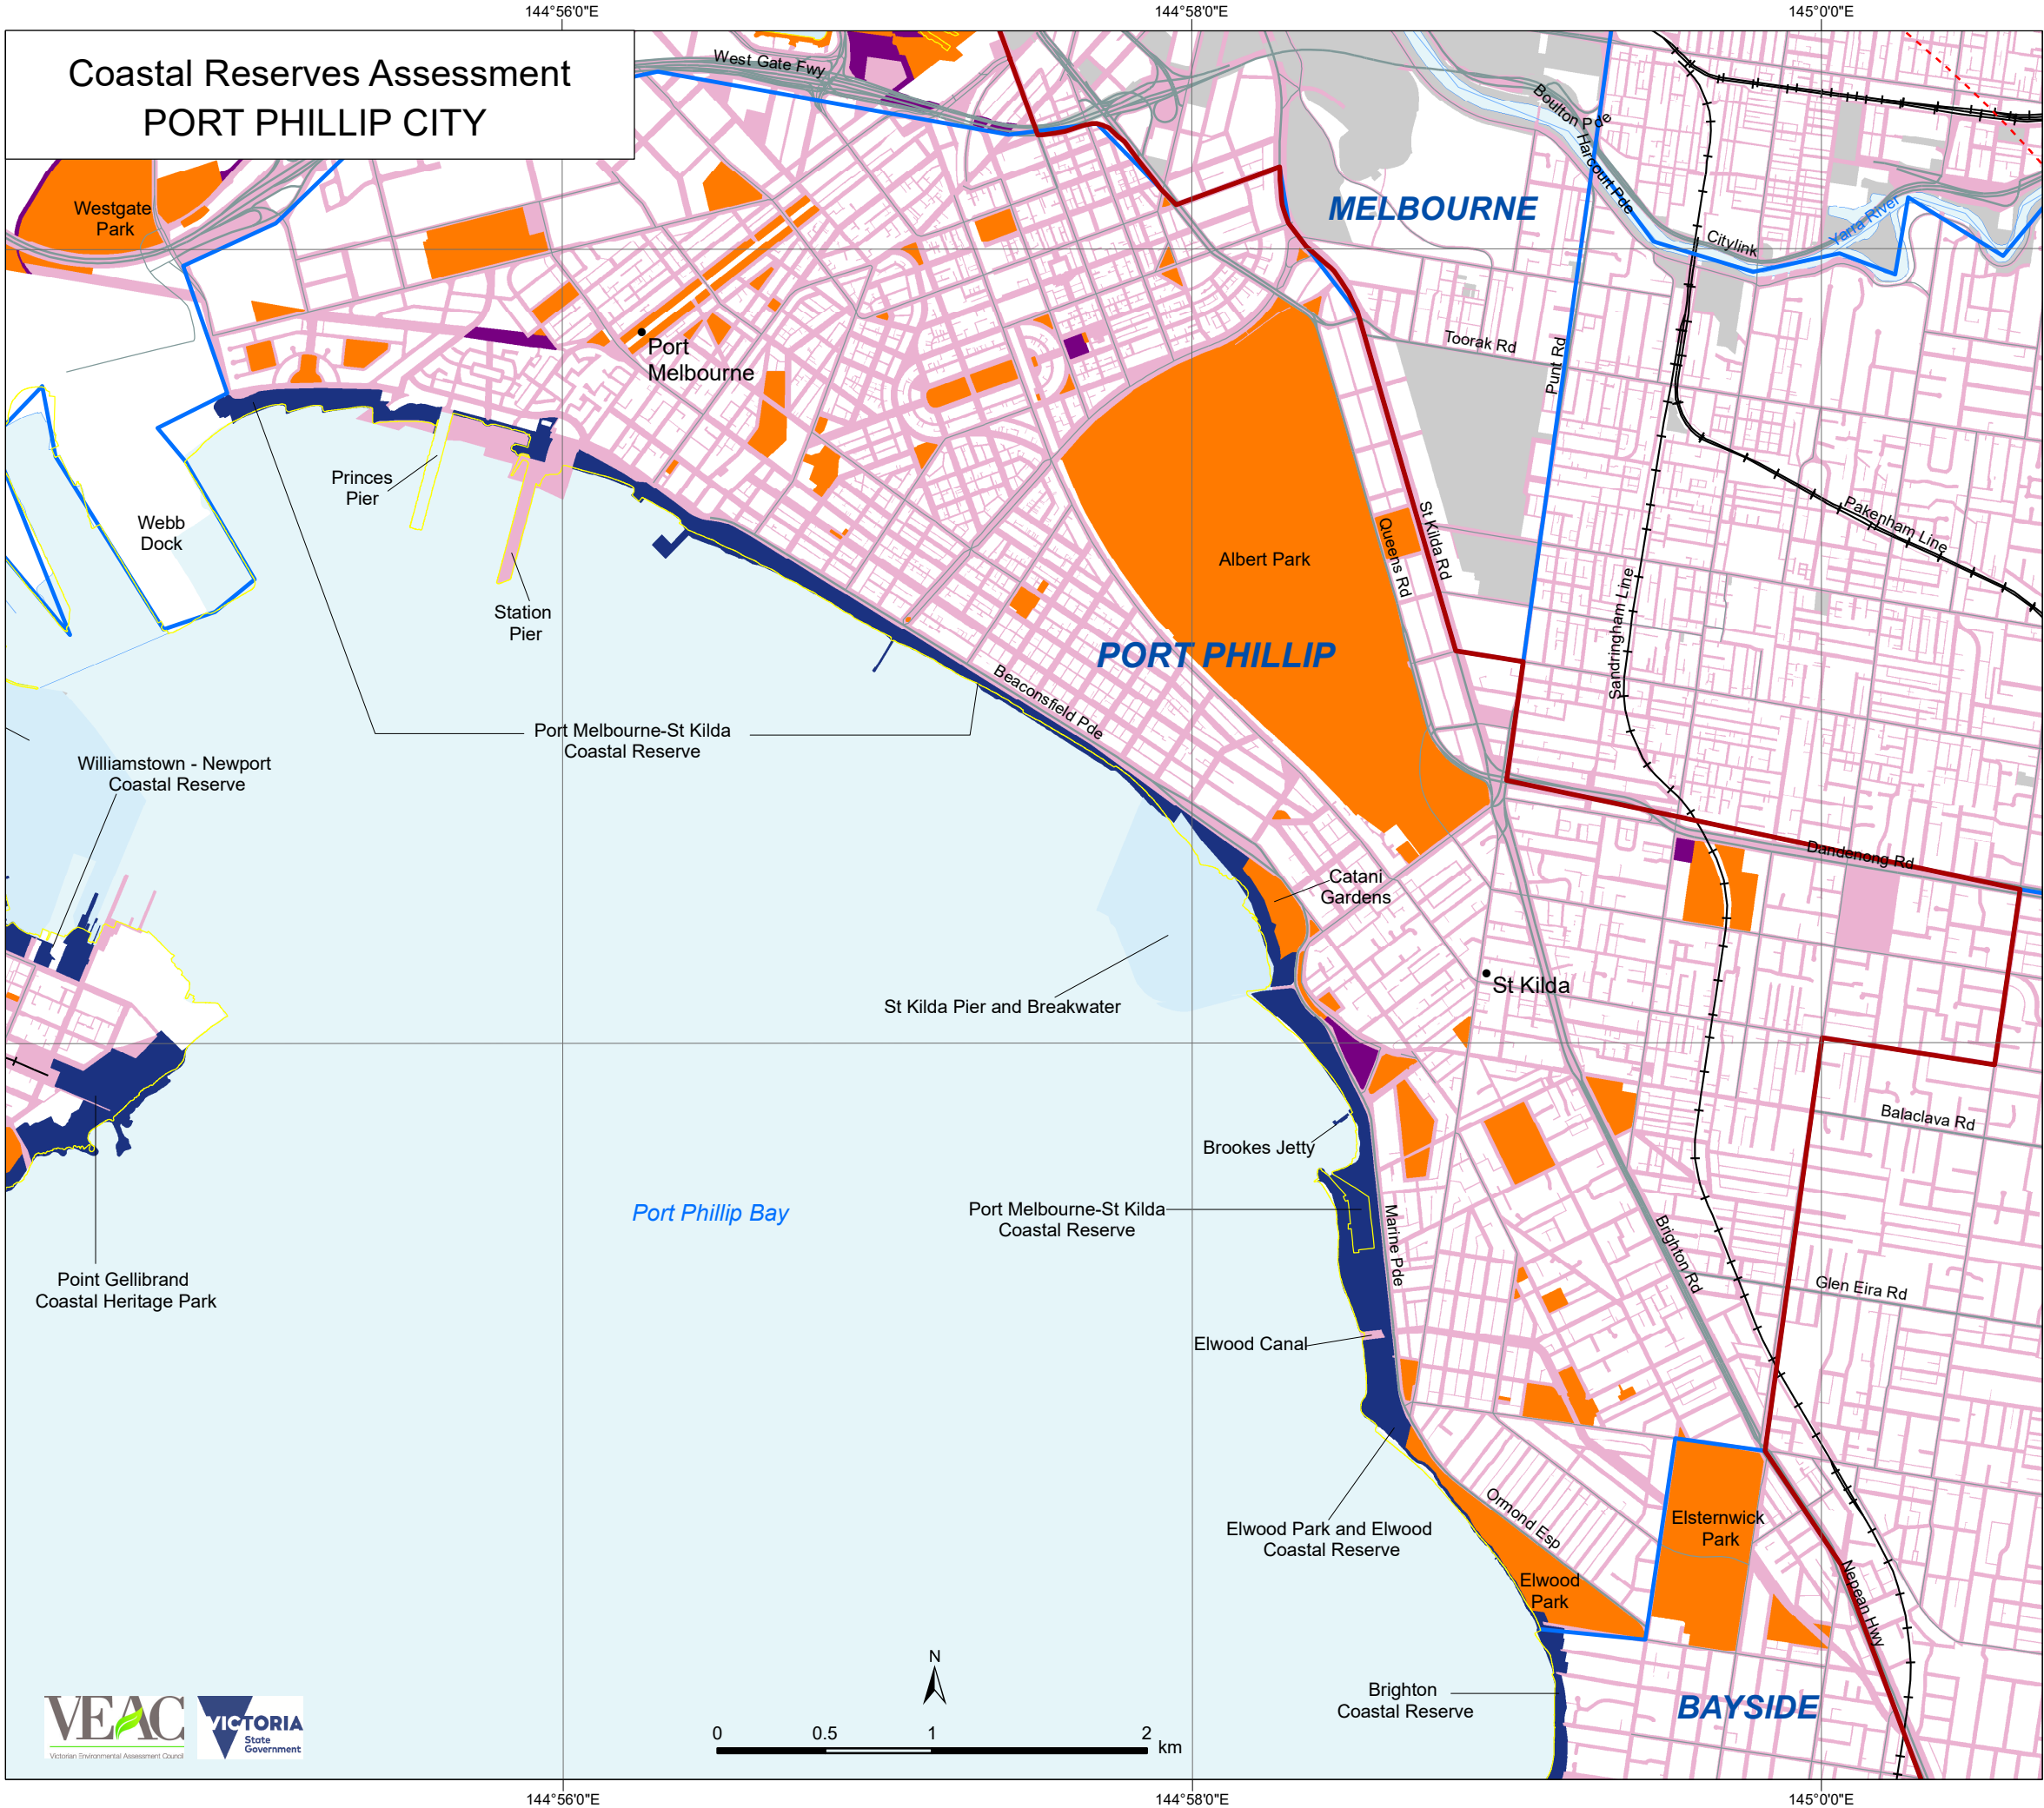 144°56'0"E
144°58'0"E
145°0'0"E
Coastal Reserves Assessment
PORT PHILLIP CITY
West Gate Fwy
Boulton Pde
Harcourt Pde
Westgate
Park
MELBOURNE
Citylink
Yarra River
Port
Melbourne
Toorak Rd
Punt Rd
Princes
Pier
Webb
Dock
Station
Pier
Albert Park
Queens Rd
St Kilda Rd
Pakenham Line
Sandringham Line
PORT PHILLIP
Beaconsfield Pde
Port Melbourne-St Kilda
Coastal Reserve
Williamstown - Newport
Coastal Reserve
Dandenong Rd
Catani
Gardens
St Kilda
St Kilda Pier and Breakwater
Balaclava Rd
Brookes Jetty
Port Phillip Bay
Port Melbourne-St Kilda
Coastal Reserve
Marine Pde
Brighton Rd
Point Gellibrand
Coastal Heritage Park
Glen Eira Rd
Elwood Canal
Ormond Esp
Elsternwick
Park
Elwood Park and Elwood
Coastal Reserve
Elwood
Park
Nepean Hwy
N
Brighton
Coastal Reserve
BAYSIDE
VEAC
Victorian Environmental Assessment Council
VICTORIA
State
Government
0
0.5
1
2
km
144°56'0"E
144°58'0"E
145°0'0"E